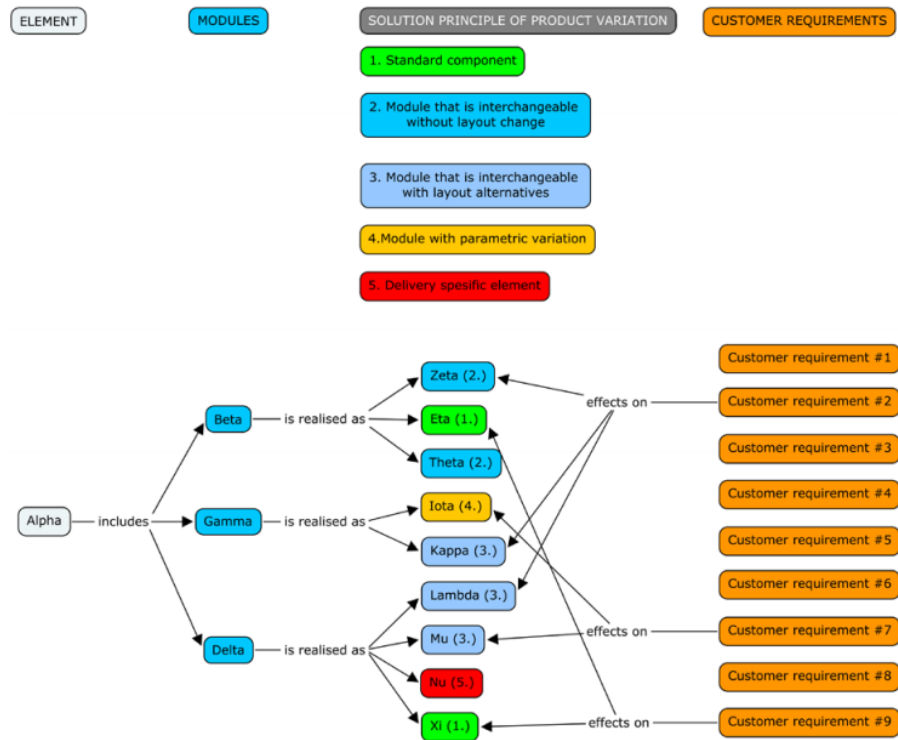 ELEMENT
MODULES
SOLUTION PRINCIPLE OF PRODUCT VARIATION
CUSTOMER REQUIREMENTS
1. Standard component
2. Module that is interchangeable
without layout change
3. Module that is interchangeable
with layout alternatives
4.Module with parametric variation
5. Delivery spesific element
Alpha
includes
Beta
Gamma
Delta
is realised as
is realised as
is realised as
Zeta (2.)
Eta (1.)
Theta (2.)
Iota (4.)
Kappa (3.)
Lambda (3.)
Mu (3.)
Nu (5.)
Xi (1.)
effects on
effects on
effects on
Customer requirement #1
Customer requirement #2
Customer requirement #3
Customer requirement #4
Customer requirement #5
Customer requirement #6
Customer requirement #7
Customer requirement #8
Customer requirement #9